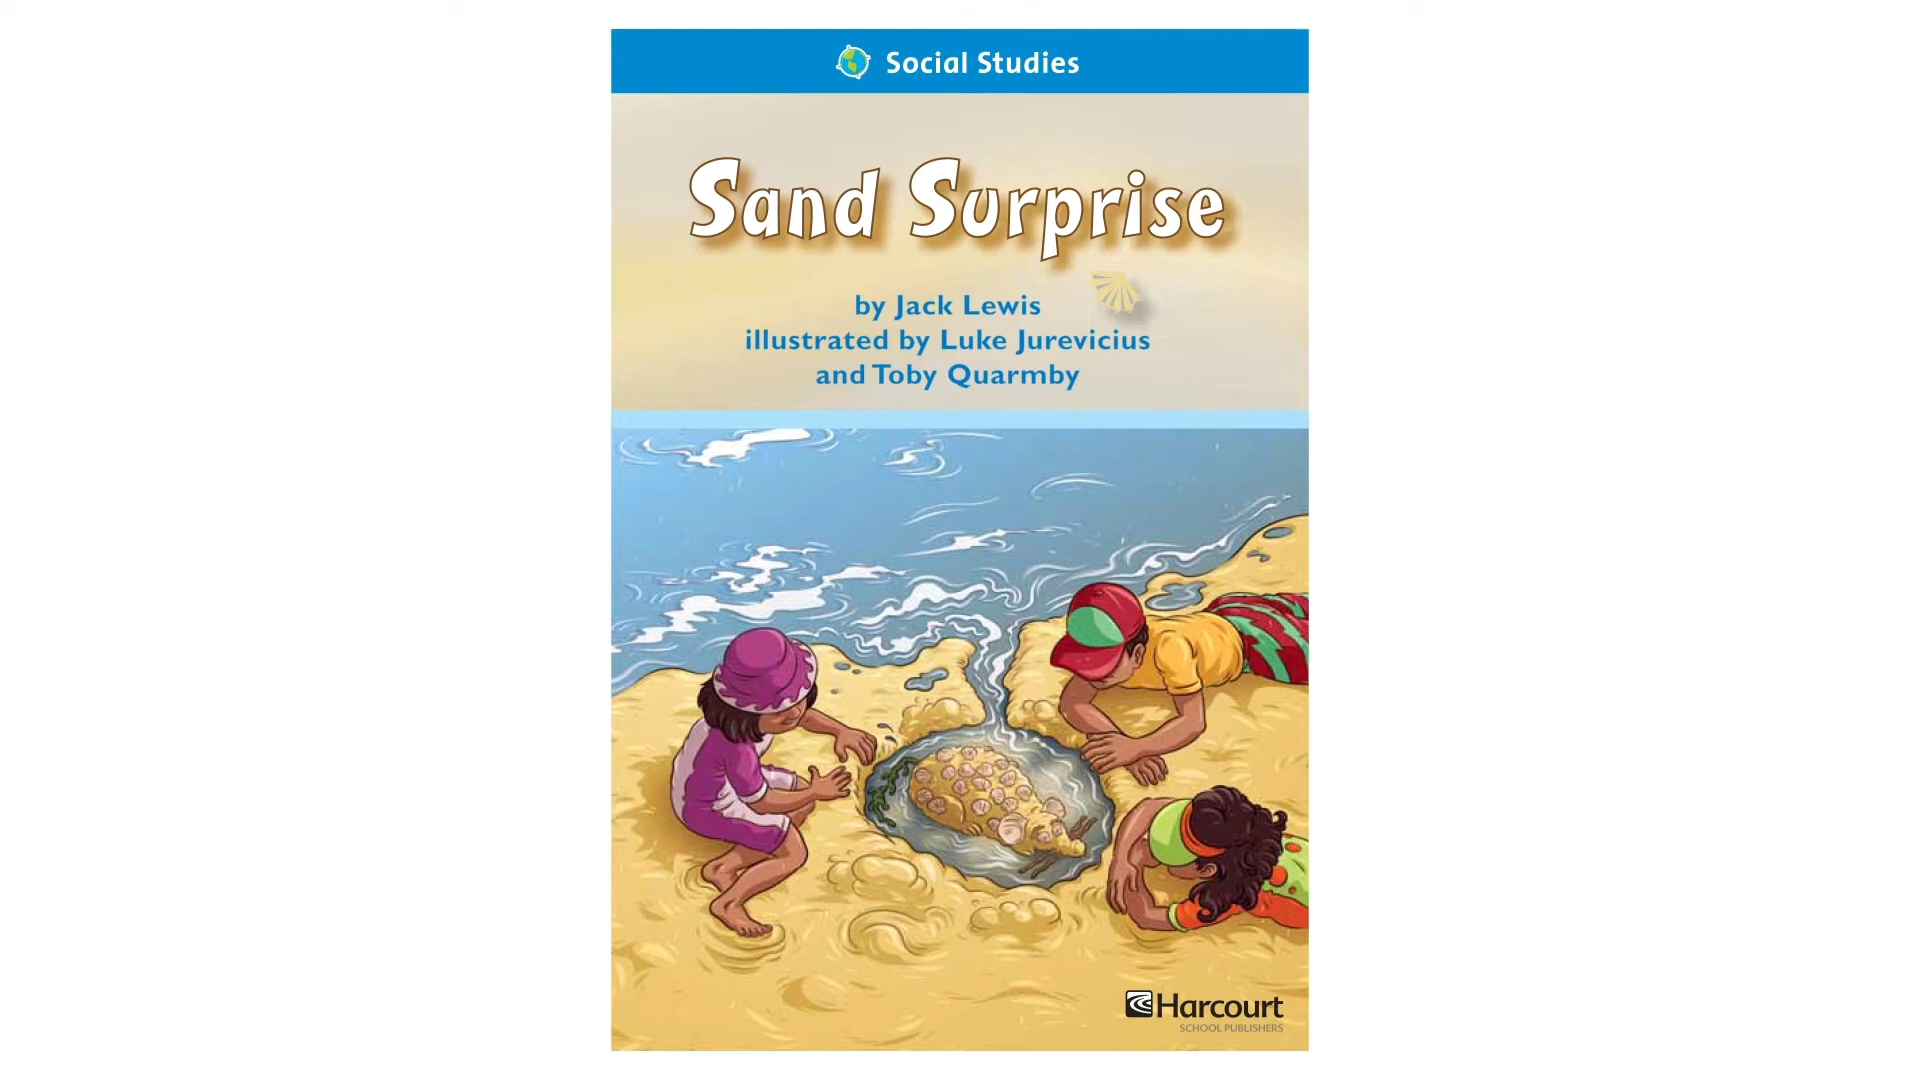 Social Studies
Sand Surprise
by Jack Lewis
illustrated by Luke Jurevicius
and Toby Quarmby
Harcourt
SCHOOL PUBLISHERS